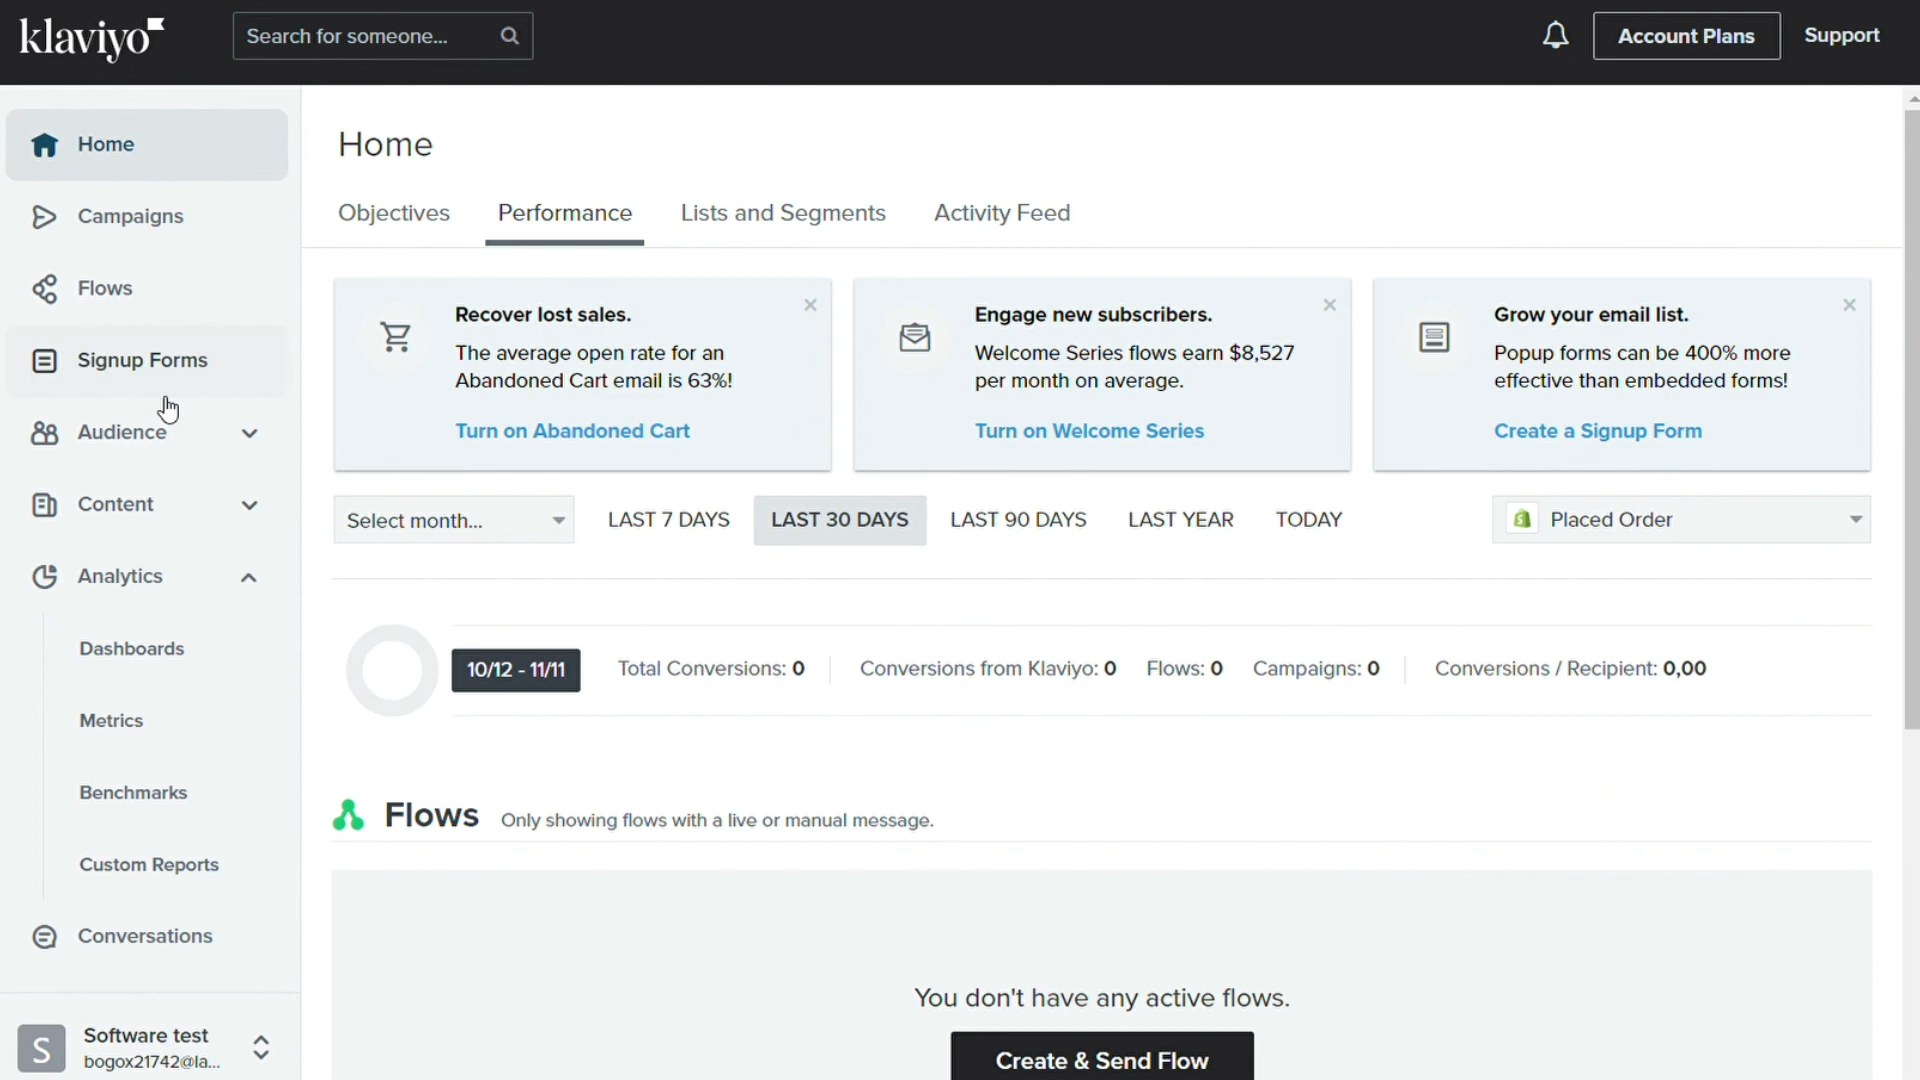 klaviyo
Search for someone...
Account Plans
Support
Home
Campaigns
Flows
Signup Forms
Audience
Content
Analytics
Dashboards
Metrics
Benchmarks
Custom Reports
Conversations
S
Software test
bogox21742@la...
Home
Objectives
Performance
Lists and Segments
Activity Feed
Recover lost sales.
The average open rate for an
Abandoned Cart email is 63%!
Turn on Abandoned Cart
Engage new subscribers.
Welcome Series flows earn $8,527
per month on average.
Turn on Welcome Series
Grow your email list.
Popup forms can be 400% more
effective than embedded forms!
Create a Signup Form
Select month...
LAST 7 DAYS
LAST 30 DAYS
LAST 90 DAYS
LAST YEAR
TODAY
Placed Order
10/12 - 11/11
Total Conversions: 0
Conversions from Klaviyo: 0
Flows: 0
Campaigns: 0
Conversions / Recipient: 0,00
Flows
Only showing flows with a live or manual message.
You don't have any active flows.
Create & Send Flow